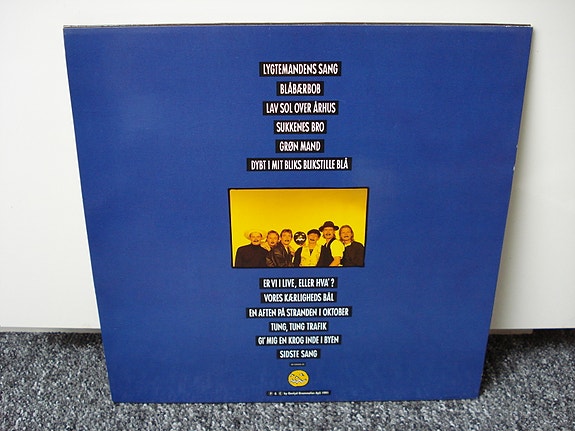 LYGTEMANDENS SANG
BLÅBÆRBOB
LAV SOL OVER ÅRHUS
SUKKENES BRO
GRØN MAND
DYBT I MIT BLIKS BLIKSTILLE BLÅ
ER VI I LIVE, ELLER HVA'?
VORES KÆRLIGHEDS BÅL
EN AFTEN PÅ STRANDEN I OKTOBER
TUNG, TUNG TRAFIK
GI' MIG EN KROG INDE I BYEN
SIDSTE SANG